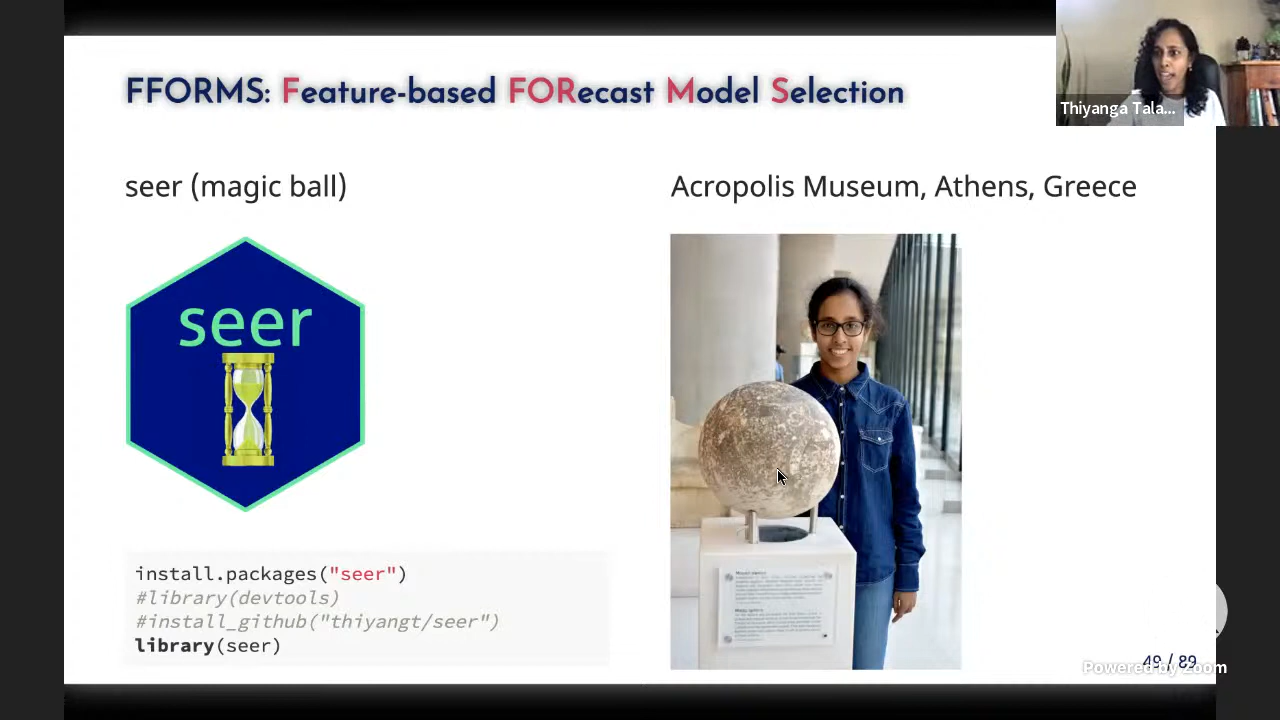 FFORMS: Feature-based FORecast Model Selection
Thiyanga Tala...
seer (magic ball)
Acropolis Museum, Athens, Greece
seer
install.packages("seer")
#library(devtools)
#install_github("thiyangt/seer")
library(seer)
49 / 89
Powered by Zoom